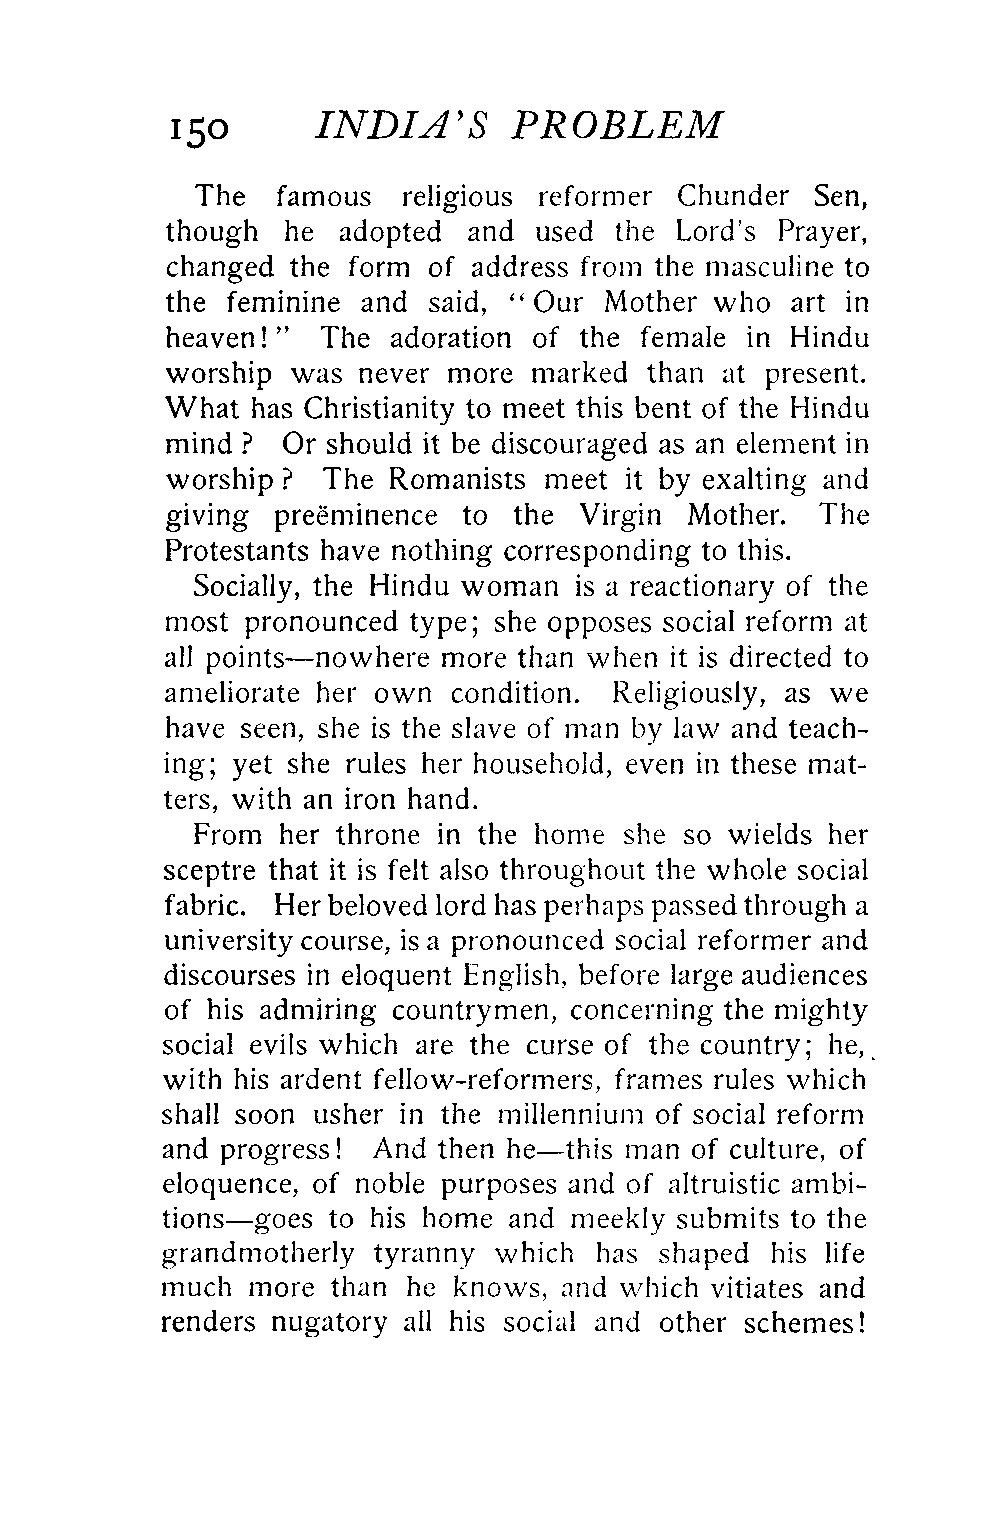 150 INDIA'S PROBLEM
The famous religious reformer Chunder Sen,
though he adopted and used the Lord's Prayer,
changed the form of address from the masculine to
the feminine and said, “Our Mother who art in
heaven!” The adoration of the female in Hindu
worship was never more marked than at present.
What has Christianity to meet this bent of the Hindu
mind? Or should it be discouraged as an element in
worship? The Romanists meet it by exalting and
giving preëminence to the Virgin Mother. The
Protestants have nothing corresponding to this.
Socially, the Hindu woman is a reactionary of the
most pronounced type; she opposes social reform at
all points—nowhere more than when it is directed to
ameliorate her own condition. Religiously, as we
have seen, she is the slave of man by law and teach-
ing; yet she rules her household, even in these mat-
ters, with an iron hand.
From her throne in the home she so wields her
sceptre that it is felt also throughout the whole social
fabric. Her beloved lord has perhaps passed through a
university course, is a pronounced social reformer and
discourses in eloquent English, before large audiences
of his admiring countrymen, concerning the mighty
social evils which are the curse of the country; he,
with his ardent fellow-reformers, frames rules which
shall soon usher in the millennium of social reform
and progress! And then he—this man of culture, of
eloquence, of noble purposes and of altruistic ambi-
tions—goes to his home and meekly submits to the
grandmotherly tyranny which has shaped his life
much more than he knows, and which vitiates and
renders nugatory all his social and other schemes!